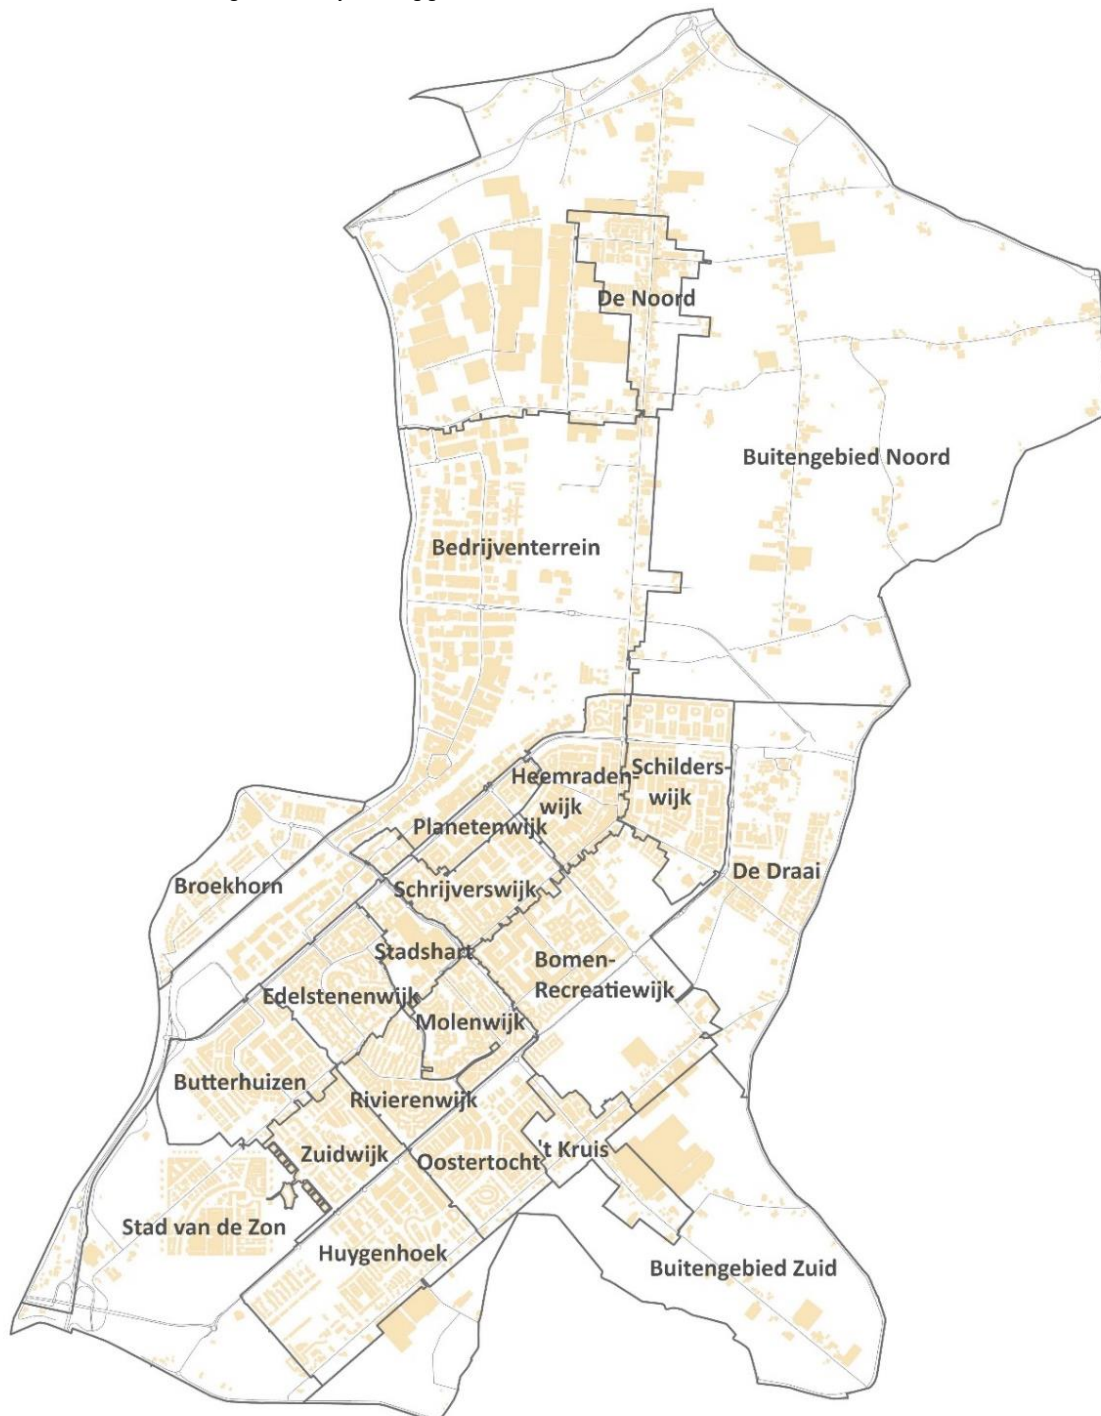 De Noord
Buitengebied Noord
Bedrijventerrein
Heemraden-
wijk
Schilders-
wijk
Planetenwijk
De Draai
Broekhorn
Schrijverswijk
Stadshart
Bomen-
Recreatiewijk
Edelstenenwijk
Molenwijk
Butterhuizen
Rivierenwijk
Zuidwijk
Oostertocht
't Kruis
Stad van de Zon
Huygenhoek
Buitengebied Zuid